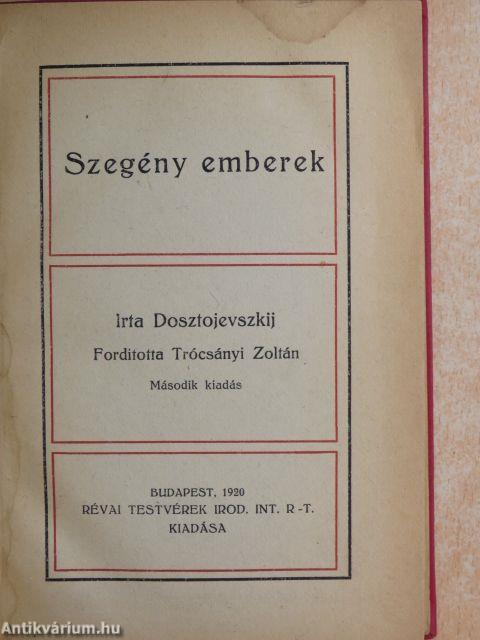 Szegény emberek
Irta Dosztojevszkij
Forditotta Trócsányi Zoltán
Második kiadás
BUDAPEST, 1920
RÉVAI TESTVÉREK IROD. INT. R-T.
KIADÁSA
Antikvárium.hu